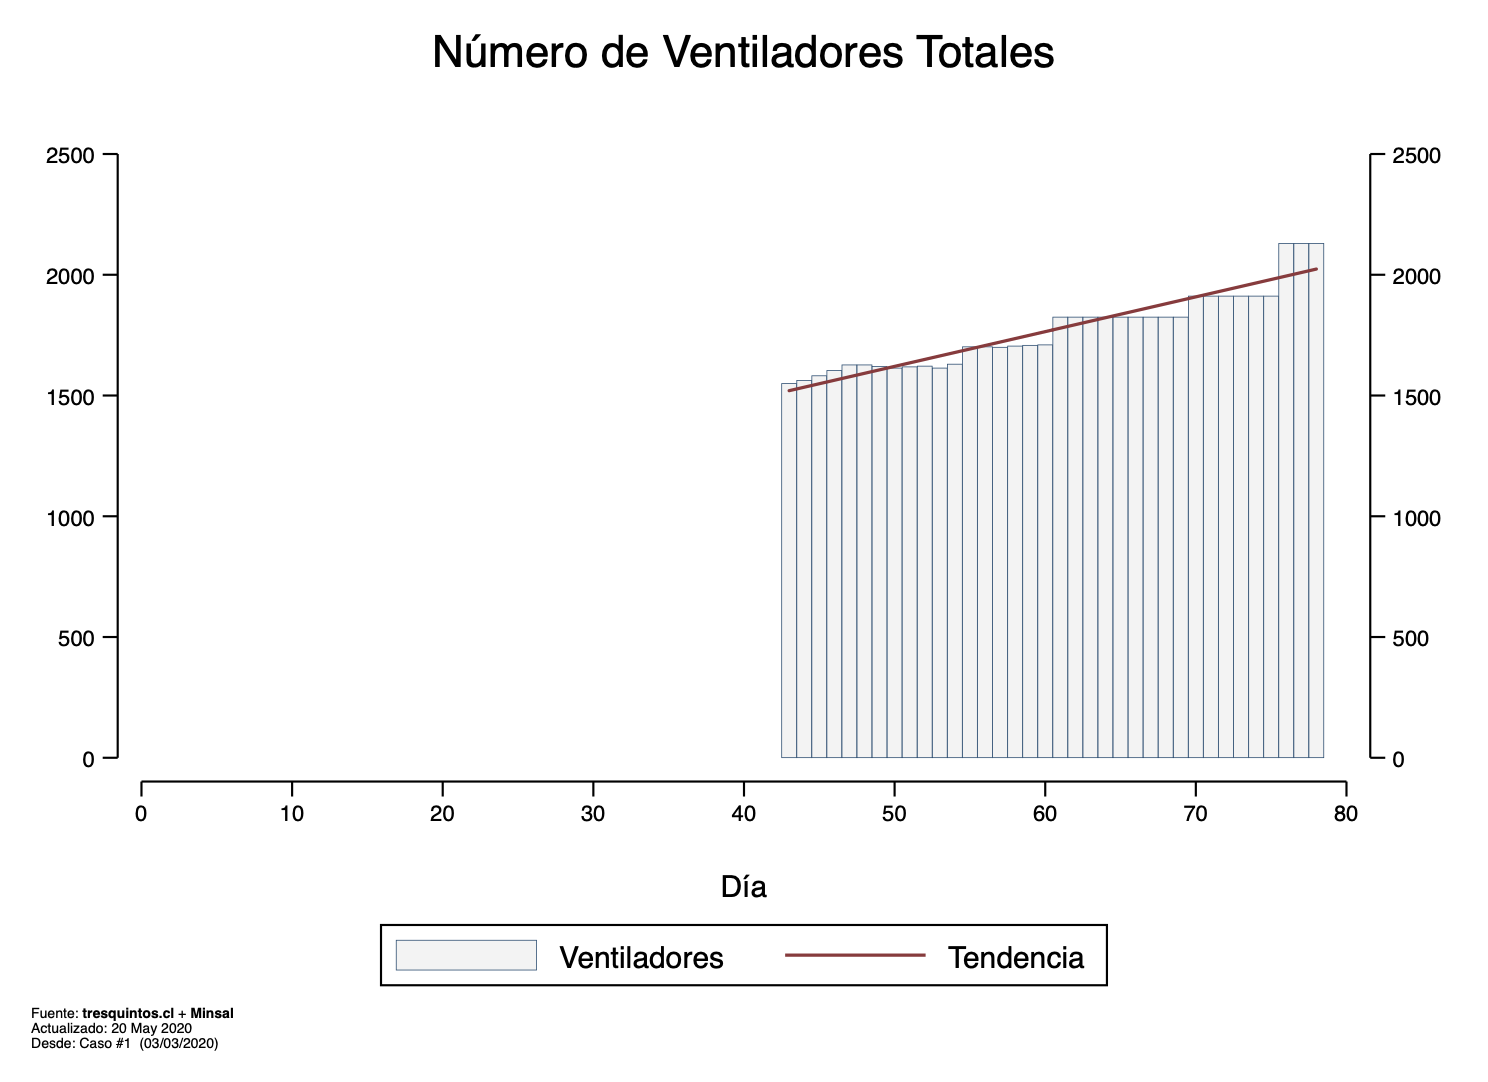 Número de Ventiladores Totales
2500 2500
2000 2000
1500 1500
1000 1000
500 500
0 0
0 10 20 30 40 50 60 70 80
Día
Ventiladores Tendencia
Fuente: tresquintos.cl + Minsal
Actualizado: 20 May 2020
Desde: Caso #1 (03/03/2020)